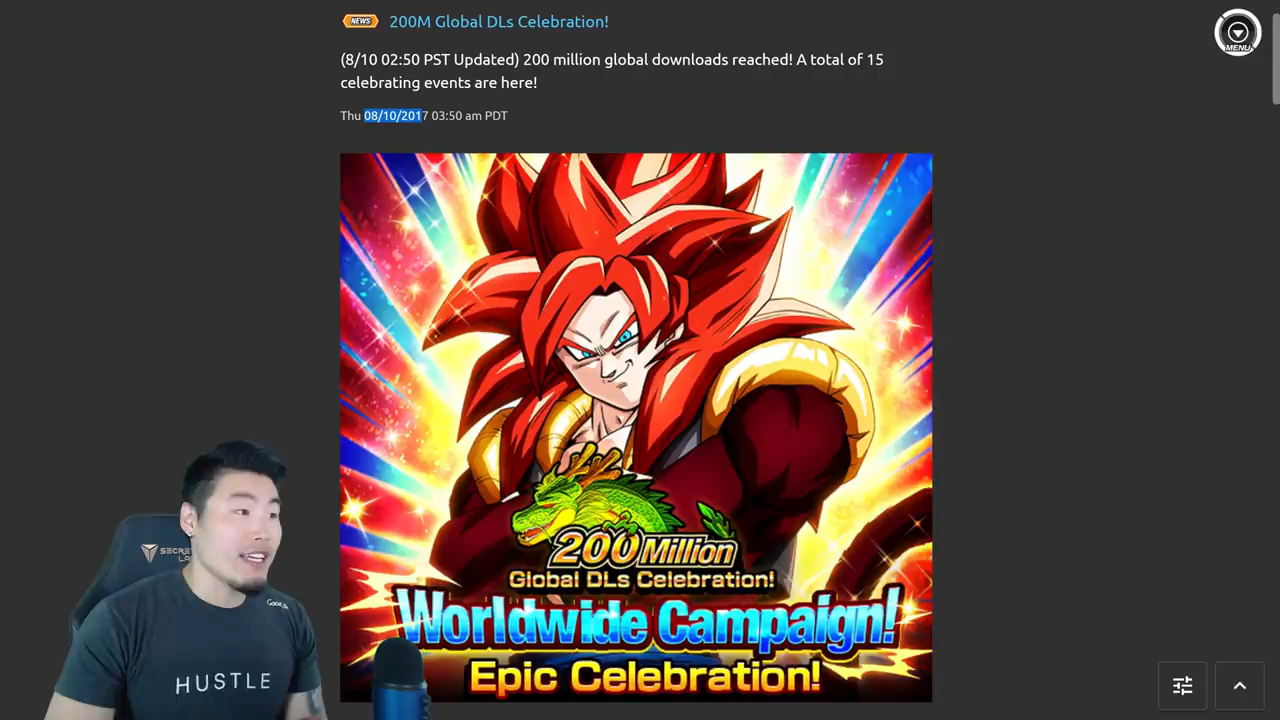 NEWS 200M Global DLs Celebration!
(8/10 02:50 PST Updated) 200 million global downloads reached! A total of 15
celebrating events are here!
Thu 08/10/2017 03:50 am PDT
MENU
200 Million
Global DLs Celebration!
Worldwide Campaign!
Epic Celebration!
HUSTLE